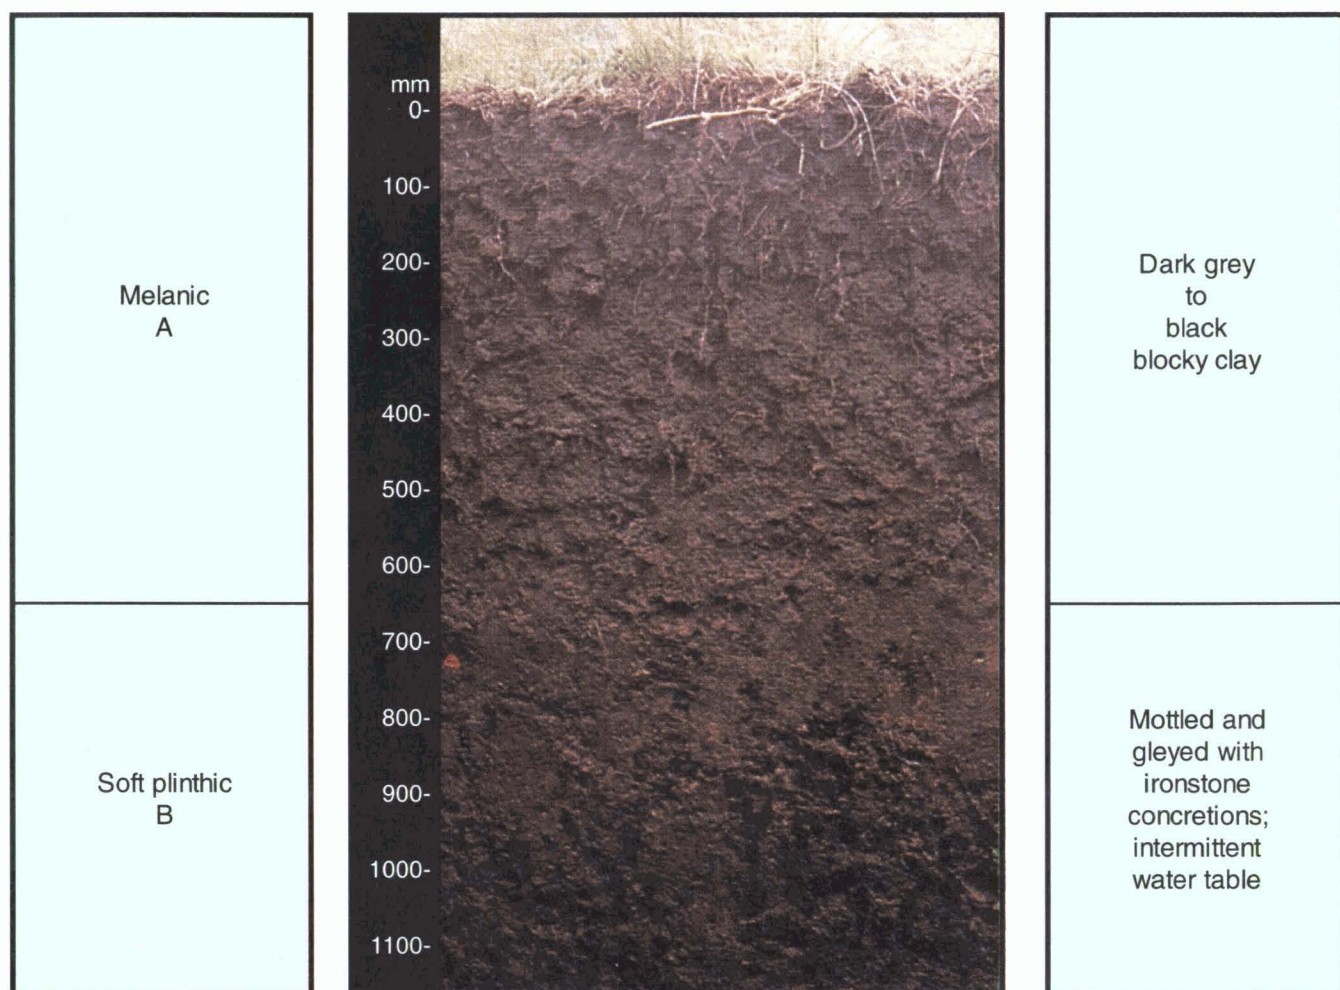 Melanic
A
Soft plinthic
B
mm
0-
100-
200-
300-
400-
500-
600-
700-
800-
900-
1000-
1100-
Dark grey
to
black
blocky clay
Mottled and
gleyed with
ironstone
concretions;
intermittent
water table